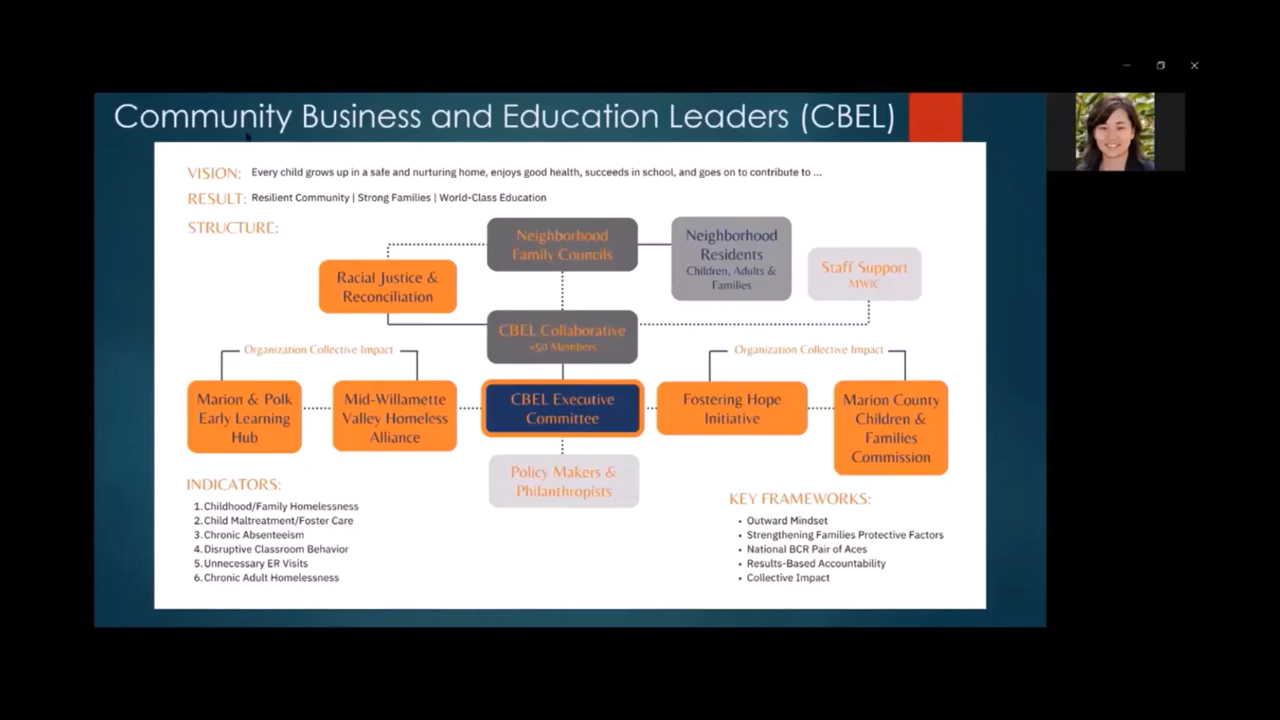 Community Business and Education Leaders (CBEL)
VISION: Every child grows up in a safe and nurturing home, enjoys good health, succeeds in school, and goes on to contribute to ...
RESULT: Resilient Community | Strong Families | World-Class Education
STRUCTURE:
Neighborhood
Family Councils
Neighborhood
Residents
Children, Adults &
Families
Staff Support
MWIC
Racial Justice &
Reconciliation
CBEL Collaborative
+50 Members
Organization Collective Impact
Organization Collective Impact
Marion & Polk
Early Learning
Hub
Mid-Willamette
Valley Homeless
Alliance
CBEL Executive
Committee
Fostering Hope
Initiative
Marion County
Children &
Families
Commission
Policy Makers &
Philanthropists
INDICATORS:
1. Childhood/Family Homelessness
2. Child Maltreatment/Foster Care
3. Chronic Absenteeism
4. Disruptive Classroom Behavior
5. Unnecessary ER Visits
6. Chronic Adult Homelessness
KEY FRAMEWORKS:
• Outward Mindset
• Strengthening Families Protective Factors
• National BCR Pair of Aces
• Results-Based Accountability
• Collective Impact